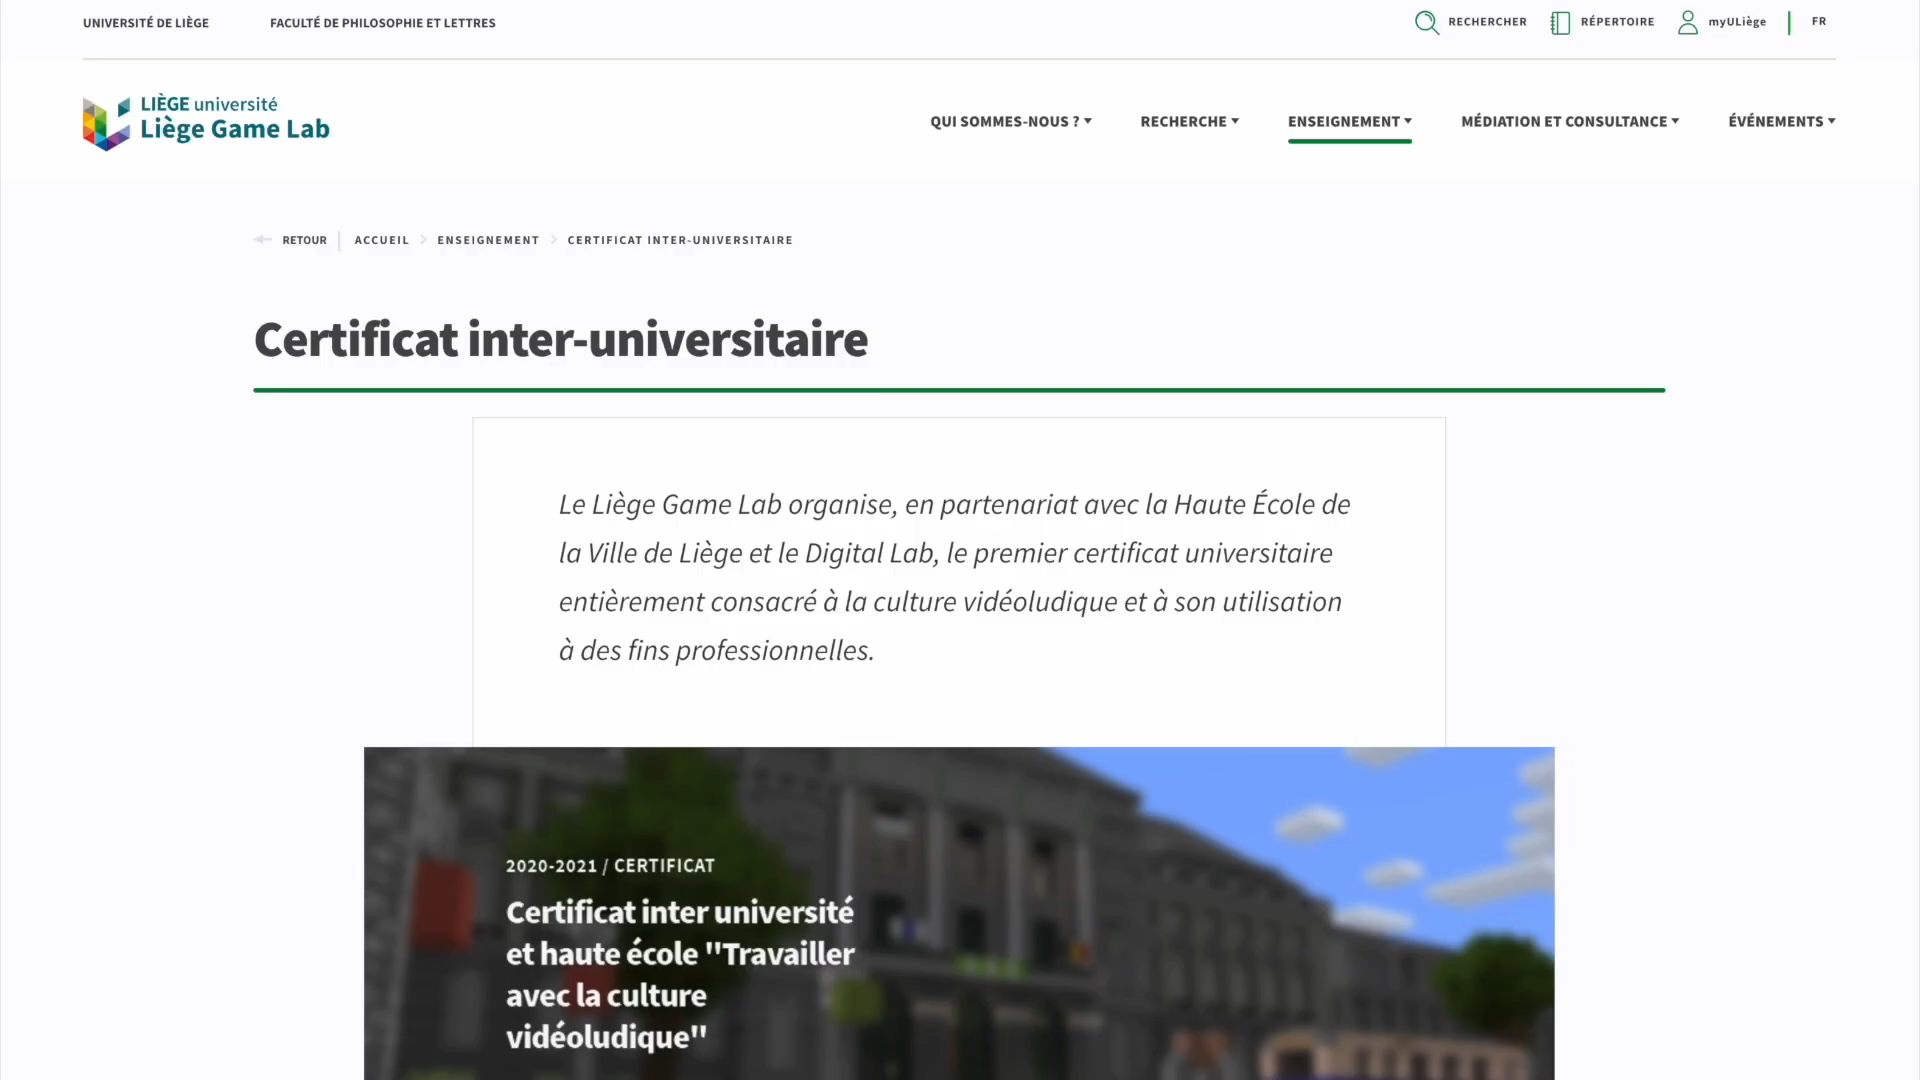 UNIVERSITÉ DE LIÈGE
FACULTÉ DE PHILOSOPHIE ET LETTRES
RECHERCHER
RÉPERTOIRE
myULiège
FR
LIÈGE université
Liège Game Lab
QUI SOMMES-NOUS ?
RECHERCHE
ENSEIGNEMENT
MÉDIATION ET CONSULTANCE
ÉVÉNEMENTS
RETOUR
ACCUEIL
ENSEIGNEMENT
CERTIFICAT INTER-UNIVERSITAIRE
Certificat inter-universitaire
Le Liège Game Lab organise, en partenariat avec la Haute École de
la Ville de Liège et le Digital Lab, le premier certificat universitaire
entièrement consacré à la culture vidéoludique et à son utilisation
à des fins professionnelles.
2020-2021 / CERTIFICAT
Certificat inter université
et haute école "Travailler
avec la culture
vidéoludique"